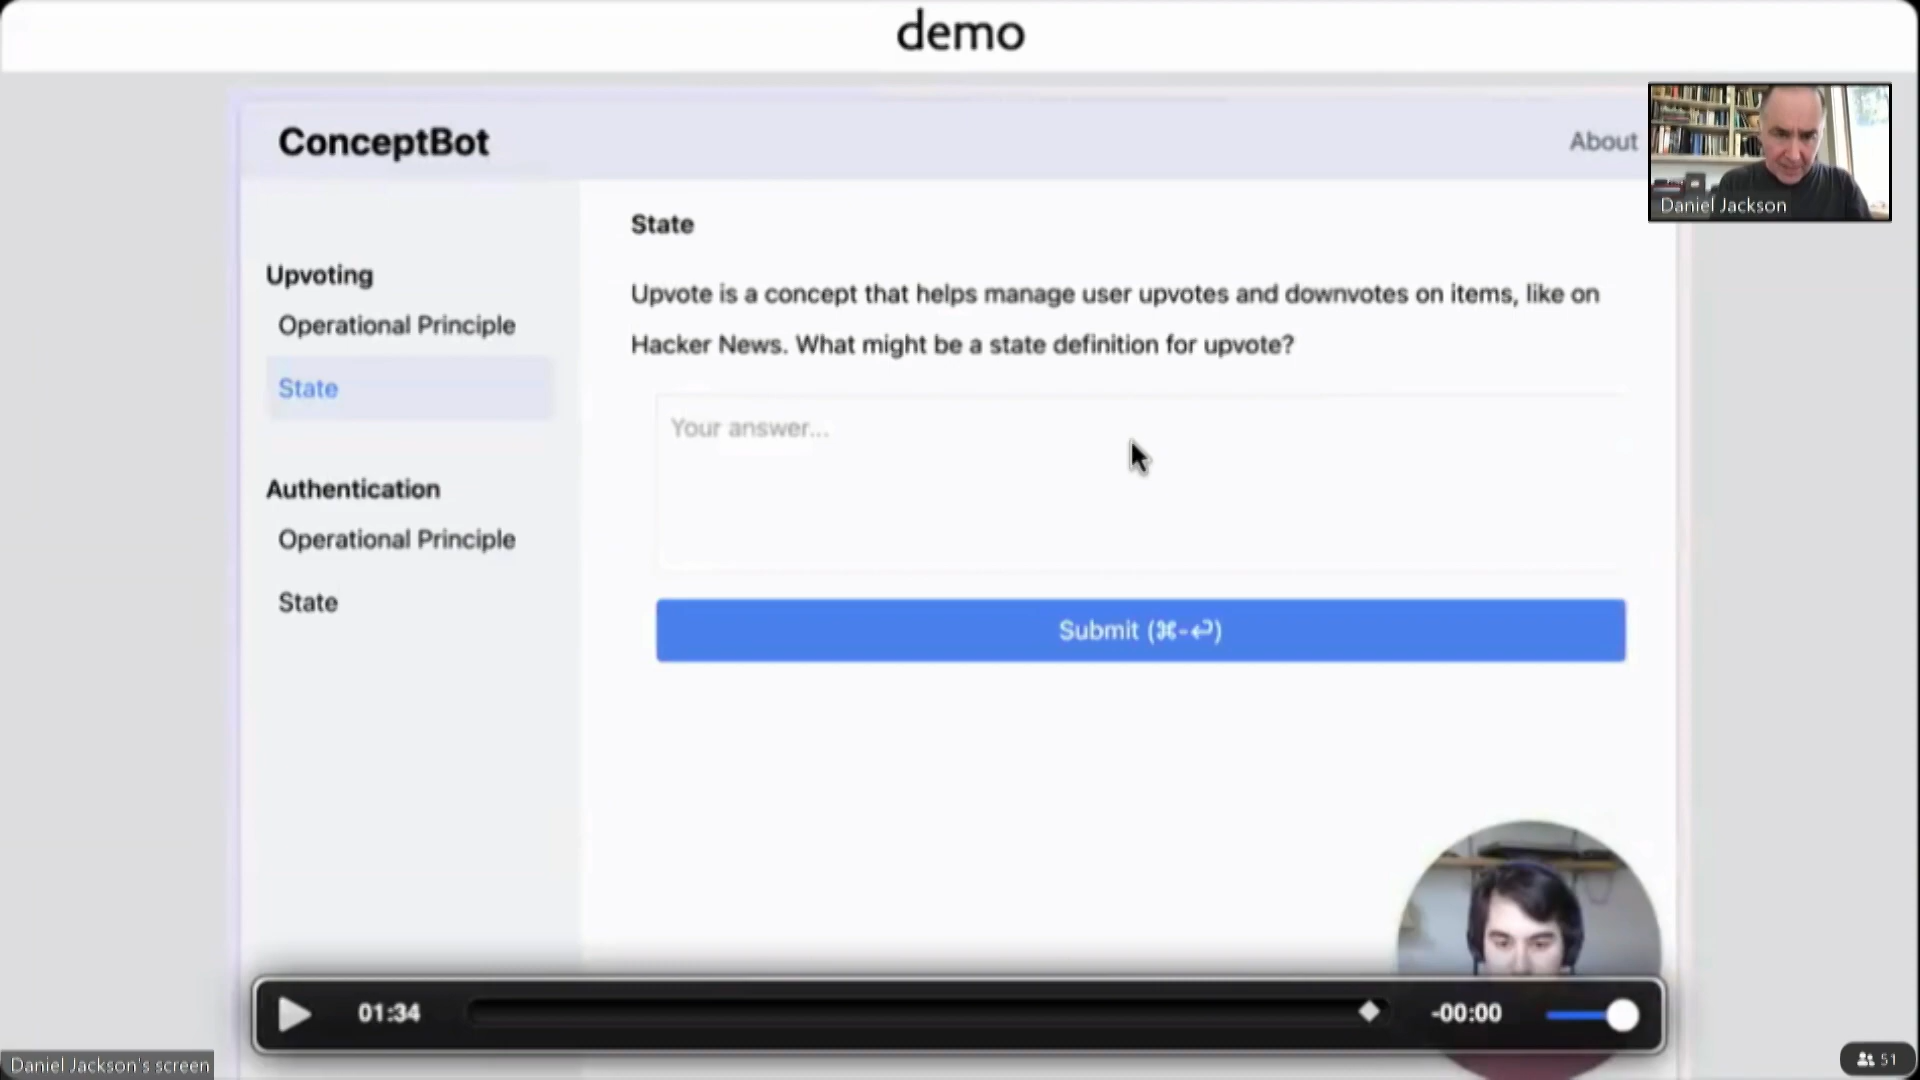 demo
ConceptBot
About
Daniel Jackson
Upvoting
Operational Principle
State
Authentication
Operational Principle
State
State
Upvote is a concept that helps manage user upvotes and downvotes on items, like on
Hacker News. What might be a state definition for upvote?
Your answer...
Submit (⌘-⏎)
01:34
-00:00
Daniel Jackson's screen
51